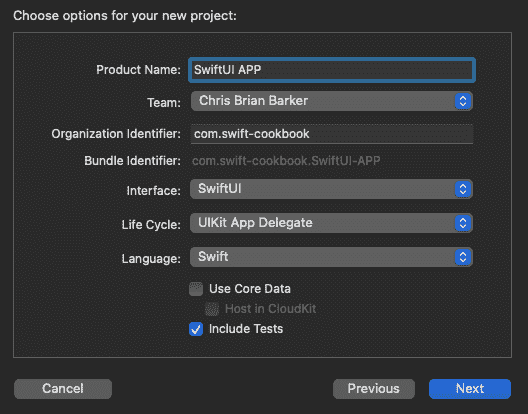 Choose options for your new project:
Product Name: SwiftUI APP
Team: Chris Brian Barker
Organization Identifier: com.swift-cookbook
Bundle Identifier: com.swift-cookbook.SwiftUI-APP
Interface: SwiftUI
Life Cycle: UIKit App Delegate
Language: Swift
Use Core Data
Host in CloudKit
Include Tests
Cancel Previous Next